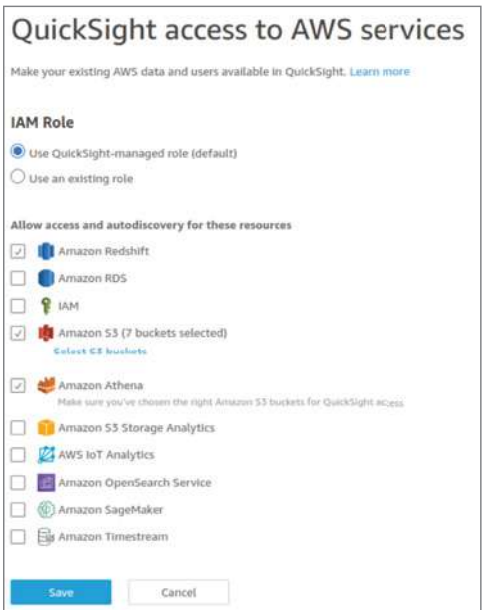 QuickSight access to AWS services
Make your existing AWS data and users available in QuickSight. Learn more
IAM Role
Use QuickSight-managed role (default)
Use an existing role
Allow access and autodiscovery for these resources
Amazon Redshift
Amazon RDS
IAM
Amazon S3 (7 buckets selected)
Select S3 buckets
Amazon Athena
Make sure you've chosen the right Amazon S3 buckets for QuickSight access
Amazon S3 Storage Analytics
AWS IoT Analytics
Amazon OpenSearch Service
Amazon SageMaker
Amazon Timestream
Save Cancel